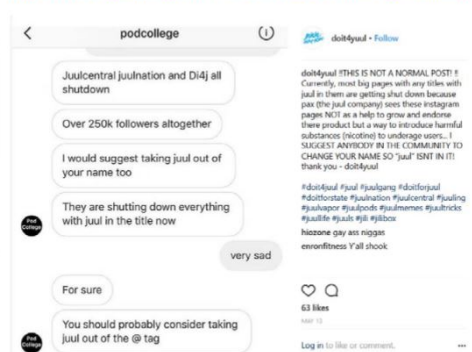 podcollege
Juulcentral juulnation and Di4j all
shutdown
Over 250k followers altogether
I would suggest taking juul out of
your name too
They are shutting down everything
with juul in the title now
Pod
College
very sad
For sure
You should probably consider taking
juul out of the @ tag
Pod
College
doit4yuul • Follow
doit4yuul !!THIS IS NOT A NORMAL POST! !!
Currently, most big pages with any titles with
juul in them are getting shut down because
pax (the juul company) sees these instagram
pages NOT as a help to grow and endorse
there product but a way to introduce harmful
substances (nicotine) to underage users... I
SUGGEST ANYBODY IN THE COMMUNITY TO
CHANGE YOUR NAME SO "juul" ISNT IN IT!
thank you - doit4yuul
#doit4juul #juul #juulgang #doitforjuul
#doitforstate #juulnation #juulcentral #juuling
#juulvapor #juulpods #juulmemes #juultricks
#juullife #juuls #jili #jilibox
hiozone gay ass niggas
enronfitness Y'all shook
63 likes
MAY 13
Log in to like or comment.